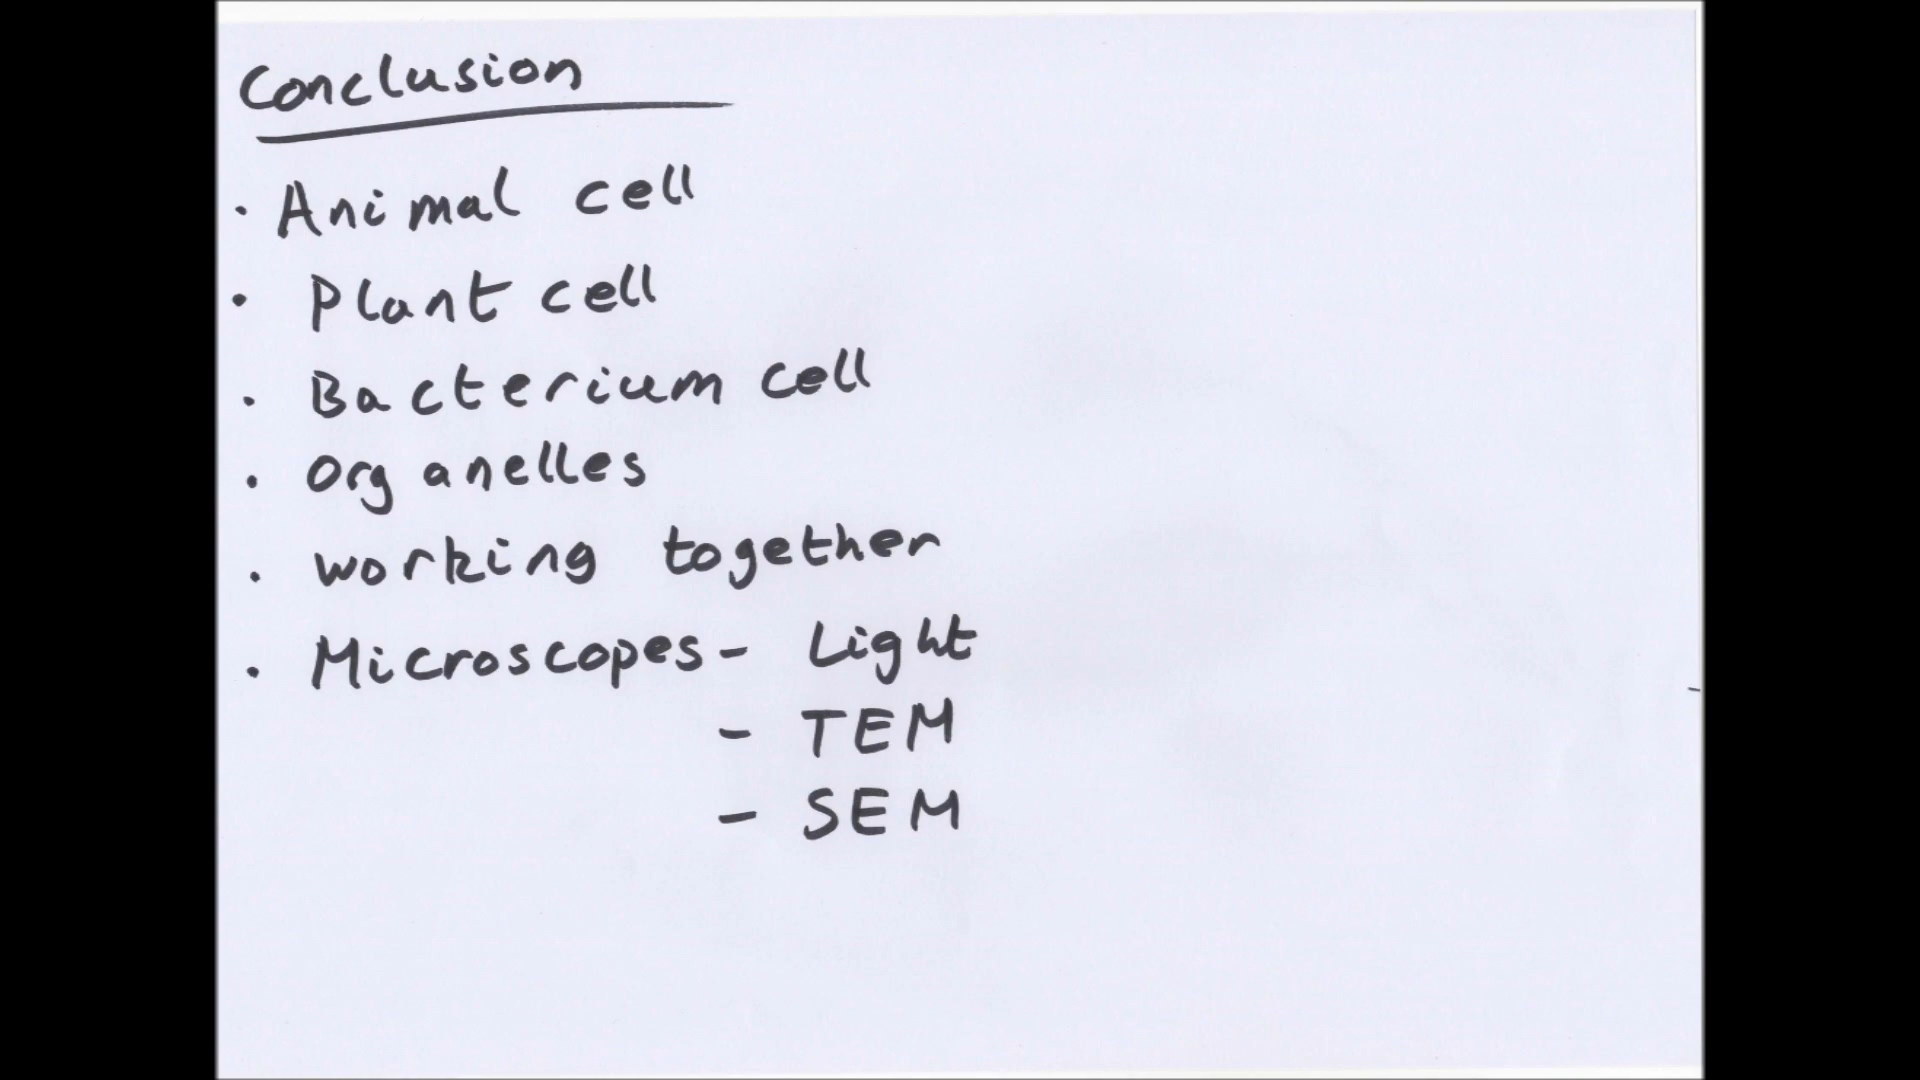 Conclusion
· Animal cell
· Plant cell
· Bacterium cell
· Organelles
· working together
· Microscopes - Light
- TEM
- SEM